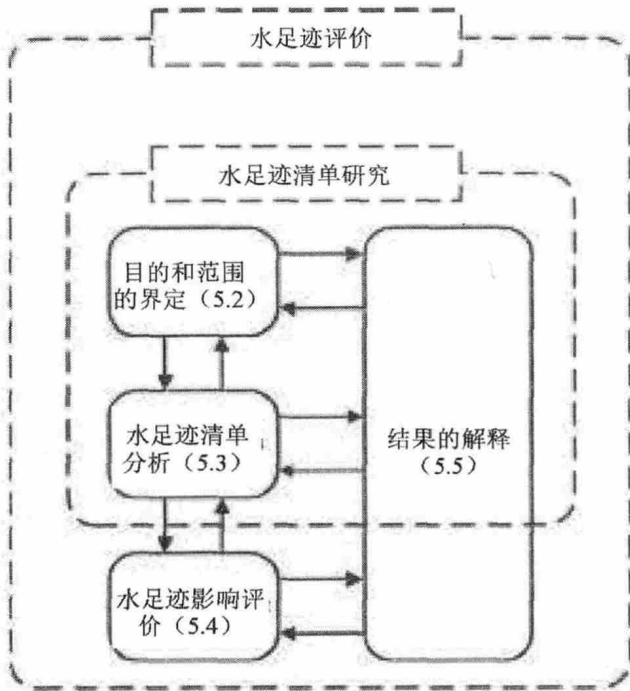 水足迹评价
水足迹清单研究
目的和范围
的界定（5.2）
水足迹清单
分析（5.3）
结果的解释
（5.5）
水足迹影响评
价（5.4）